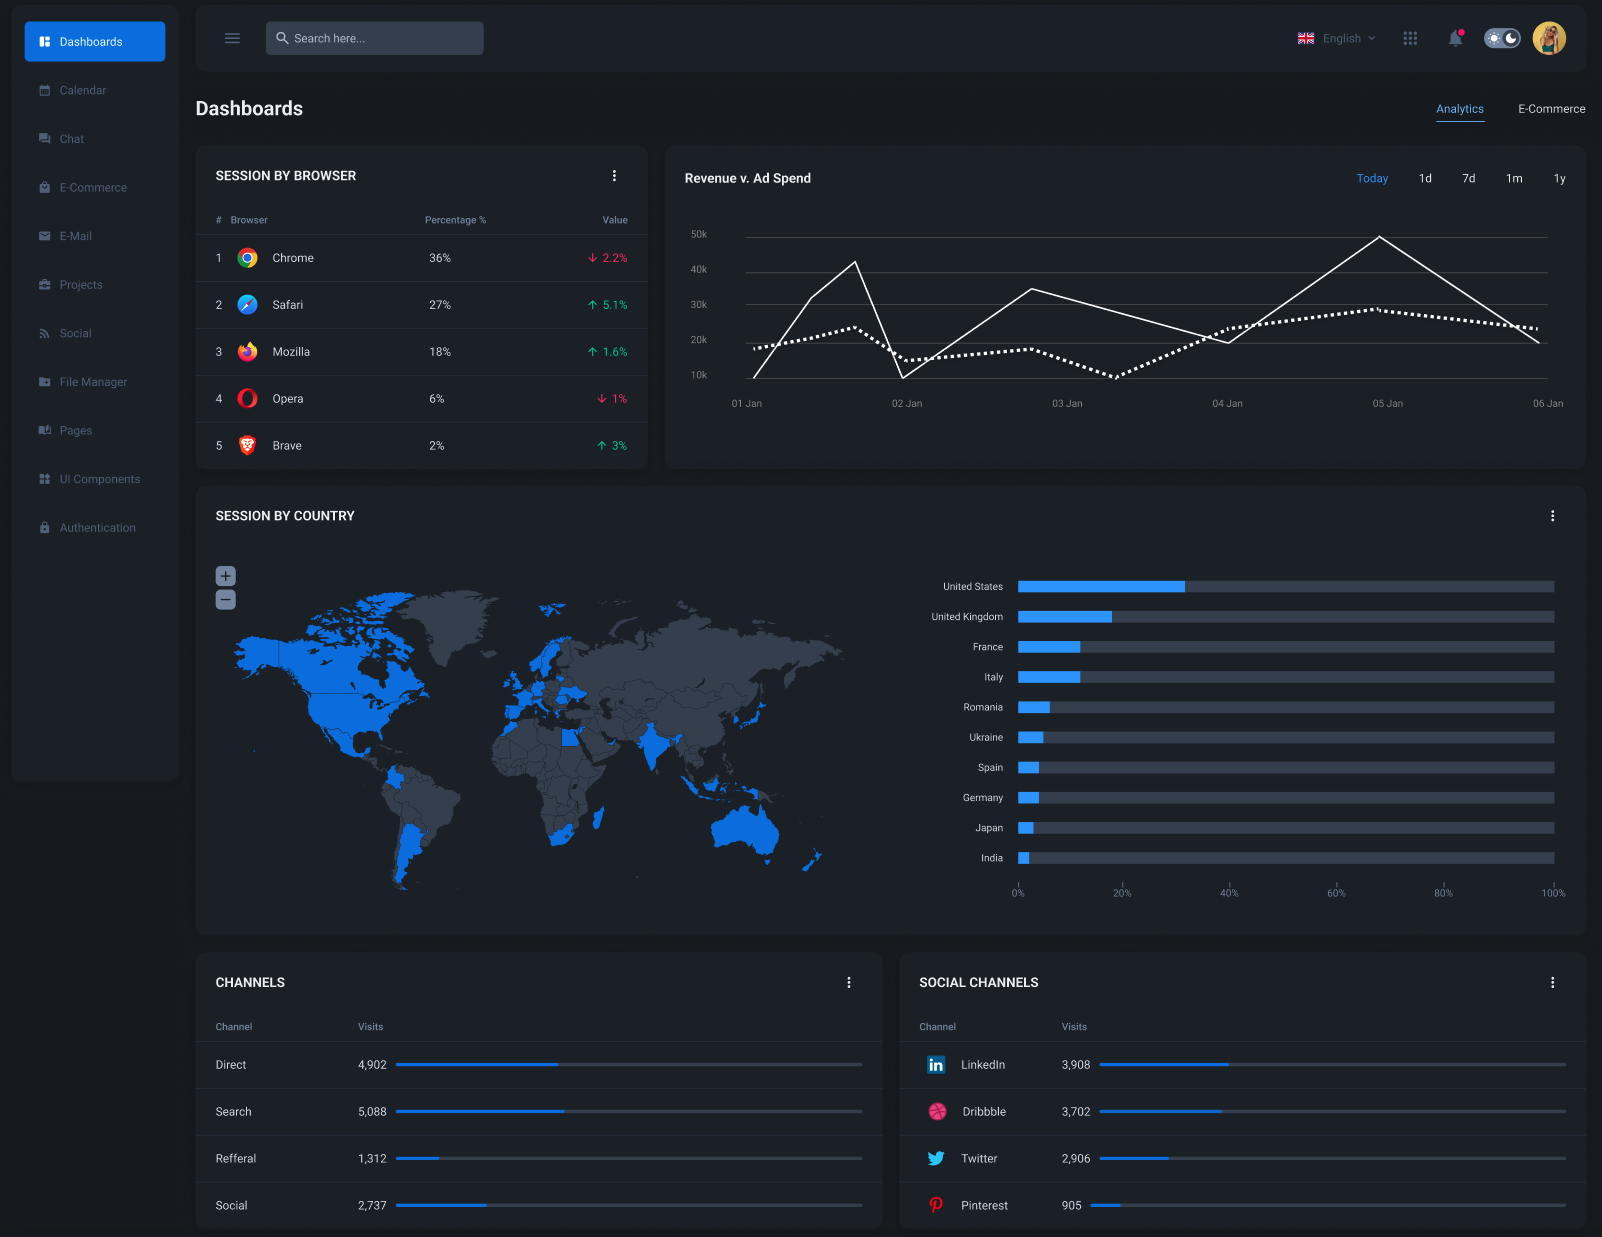 Dashboards
Calendar
Chat
E-Commerce
E-Mail
Projects
Social
File Manager
Pages
UI Components
Authentication
Search here...
English
Dashboards
Analytics E-Commerce
SESSION BY BROWSER
# Browser Percentage % Value
1 Chrome 36% ↓ 2.2%
2 Safari 27% ↑ 5.1%
3 Mozilla 18% ↑ 1.6%
4 Opera 6% ↓ 1%
5 Brave 2% ↑ 3%
Revenue v. Ad Spend
Today 1d 7d 1m 1y
50k
40k
30k
20k
10k
01 Jan 02 Jan 03 Jan 04 Jan 05 Jan 06 Jan
SESSION BY COUNTRY
+
−
United States
United Kingdom
France
Italy
Romania
Ukraine
Spain
Germany
Japan
India
0% 20% 40% 60% 80% 100%
CHANNELS
Channel Visits
Direct 4,902
Search 5,088
Refferal 1,312
Social 2,737
SOCIAL CHANNELS
Channel Visits
in LinkedIn 3,908
Dribbble 3,702
Twitter 2,906
Pinterest 905